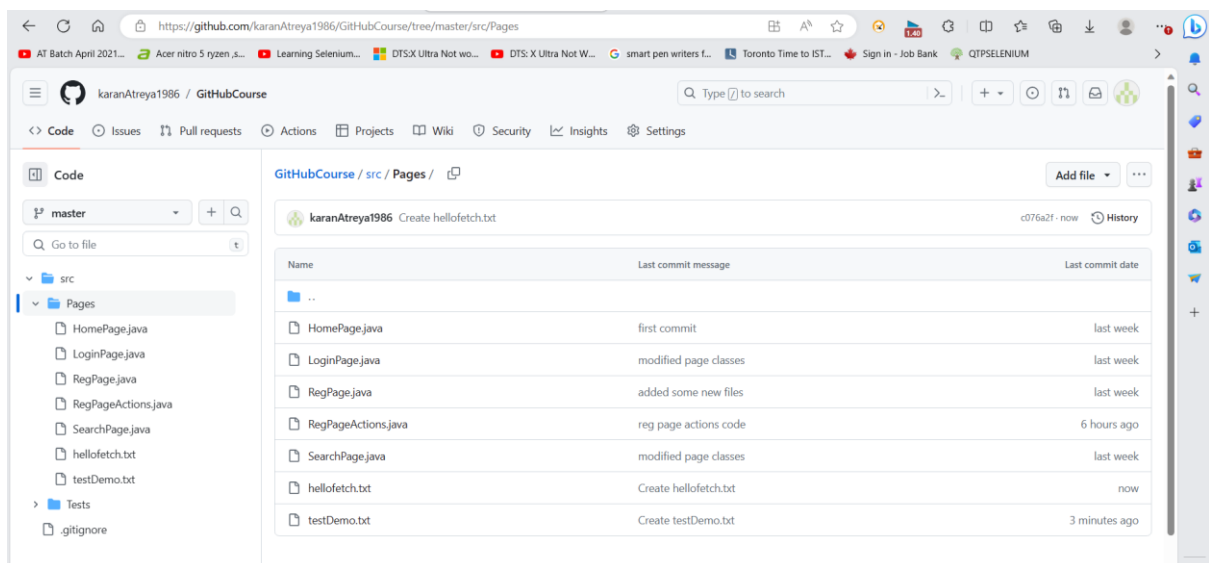 https://github.com/karanAtreya1986/GitHubCourse/tree/master/src/Pages
1.40
AT Batch April 2021... Acer nitro 5 ryzen ,s... Learning Selenium... DTS:X Ultra Not wo... DTS: X Ultra Not W... smart pen writers f... Toronto Time to IST... Sign in - Job Bank QTPSELENIUM
karanAtreya1986 / GitHubCourse Type / to search
Code Issues Pull requests Actions Projects Wiki Security Insights Settings
Code
master
Go to file t
src
Pages
HomePage.java
LoginPage.java
RegPage.java
RegPageActions.java
SearchPage.java
hellofetch.txt
testDemo.txt
Tests
.gitignore
GitHubCourse / src / Pages / Add file
karanAtreya1986 Create hellofetch.txt c076a2f · now History
Name Last commit message Last commit date
..
HomePage.java first commit last week
LoginPage.java modified page classes last week
RegPage.java added some new files last week
RegPageActions.java reg page actions code 6 hours ago
SearchPage.java modified page classes last week
hellofetch.txt Create hellofetch.txt now
testDemo.txt Create testDemo.txt 3 minutes ago